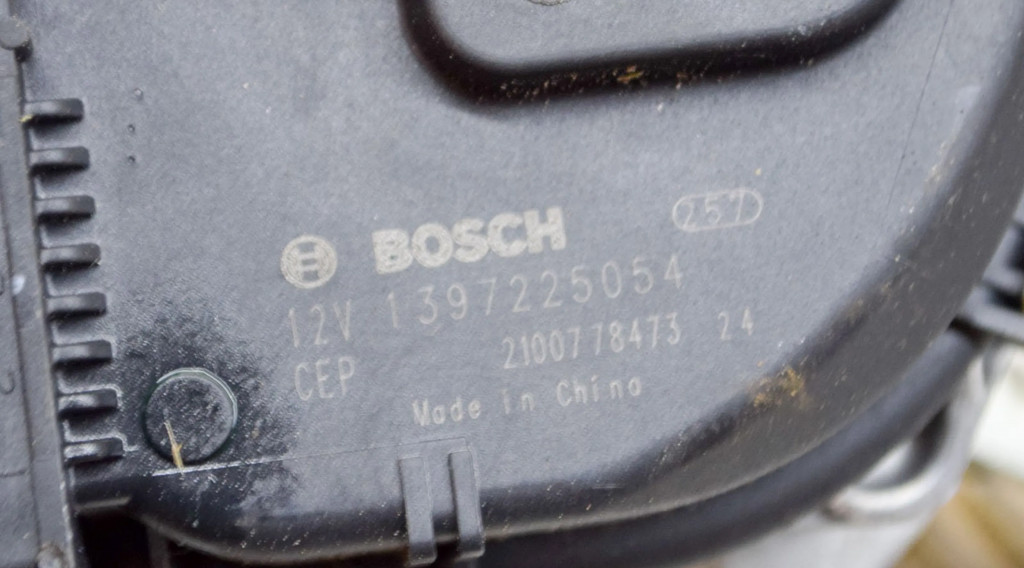 BOSCH 257
12V 1397225054
CEP 2100778473 24
Made in China